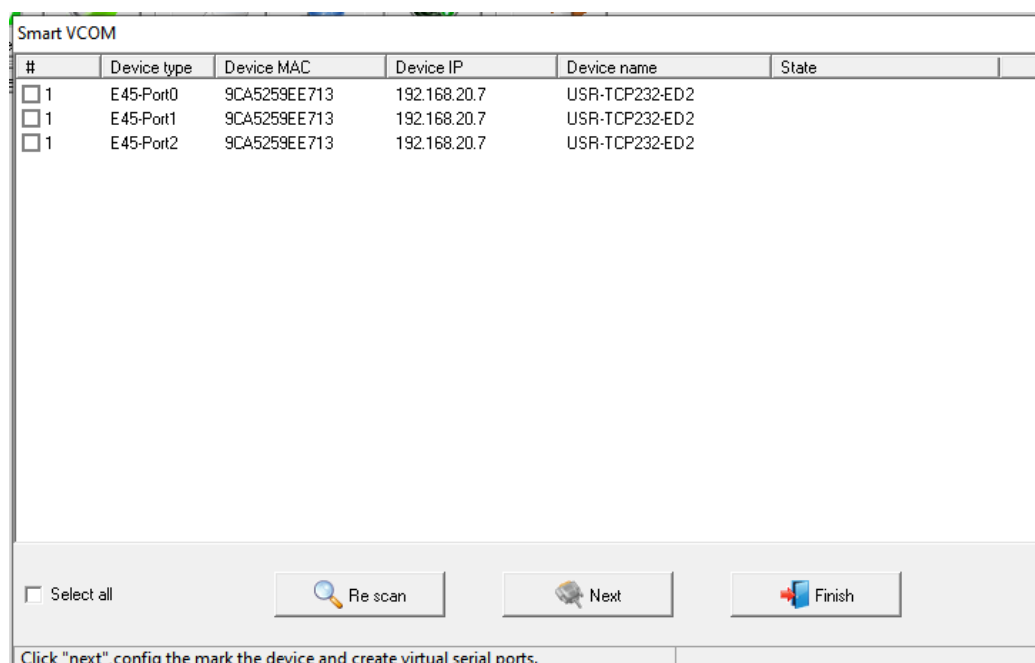 Smart VCOM
# Device type Device MAC Device IP Device name State
1 E45-Port0 9CA5259EE713 192.168.20.7 USR-TCP232-ED2
1 E45-Port1 9CA5259EE713 192.168.20.7 USR-TCP232-ED2
1 E45-Port2 9CA5259EE713 192.168.20.7 USR-TCP232-ED2
Select all Re scan Next Finish
Click "next" config the mark the device and create virtual serial ports.